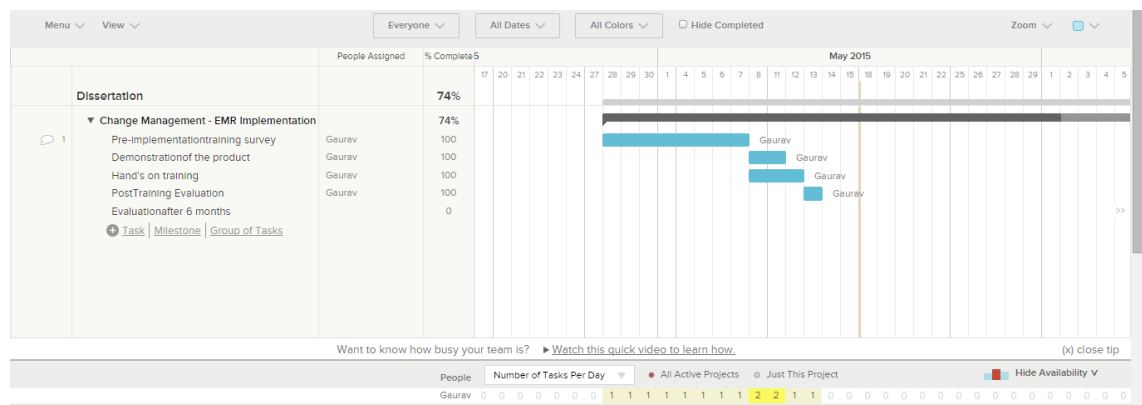 Menu View Everyone All Dates All Colors Hide Completed Zoom
People Assigned % Complete 5 May 2015
17 20 21 22 23 24 27 28 29 30 1 4 5 6 7 8 11 12 13 14 15 18 19 20 21 22 25 26 27 28 29 1 2 3 4 5
Dissertation 74%
Change Management - EMR Implementation 74%
1 Pre-implementationtraining survey Gaurav 100 Gaurav
Demonstrationof the product Gaurav 100 Gaurav
Hand's on training Gaurav 100 Gaurav
PostTraining Evaluation Gaurav 100 Gaurav
Evaluationafter 6 months 0 >>
Task Milestone Group of Tasks
Want to know how busy your team is? Watch this quick video to learn how. (x) close tip
People Number of Tasks Per Day All Active Projects Just This Project Hide Availability V
Gaurav 0 0 0 0 0 0 0 1 1 1 1 1 1 1 1 2 2 1 1 0 0 0 0 0 0 0 0 0 0 0 0 0 0 0 0 0